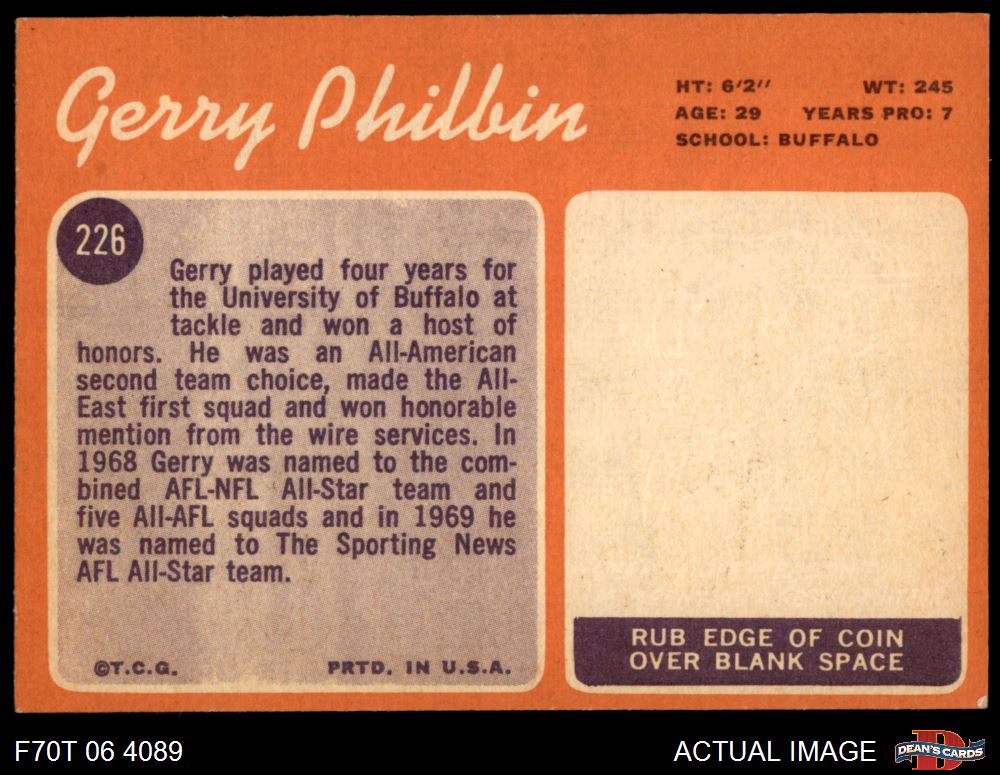 Gerry Philbin
HT: 6'2'' WT: 245
AGE: 29 YEARS PRO: 7
SCHOOL: BUFFALO
226
Gerry played four years for
the University of Buffalo at
tackle and won a host of
honors. He was an All-American
second team choice, made the All-
East first squad and won honorable
mention from the wire services. In
1968 Gerry was named to the com-
bined AFL-NFL All-Star team and
five All-AFL squads and in 1969 he
was named to The Sporting News
AFL All-Star team.
©T.C.G. PRTD. IN U.S.A.
RUB EDGE OF COIN
OVER BLANK SPACE
F70T 06 4089
ACTUAL IMAGE
D
DEAN'S CARDS